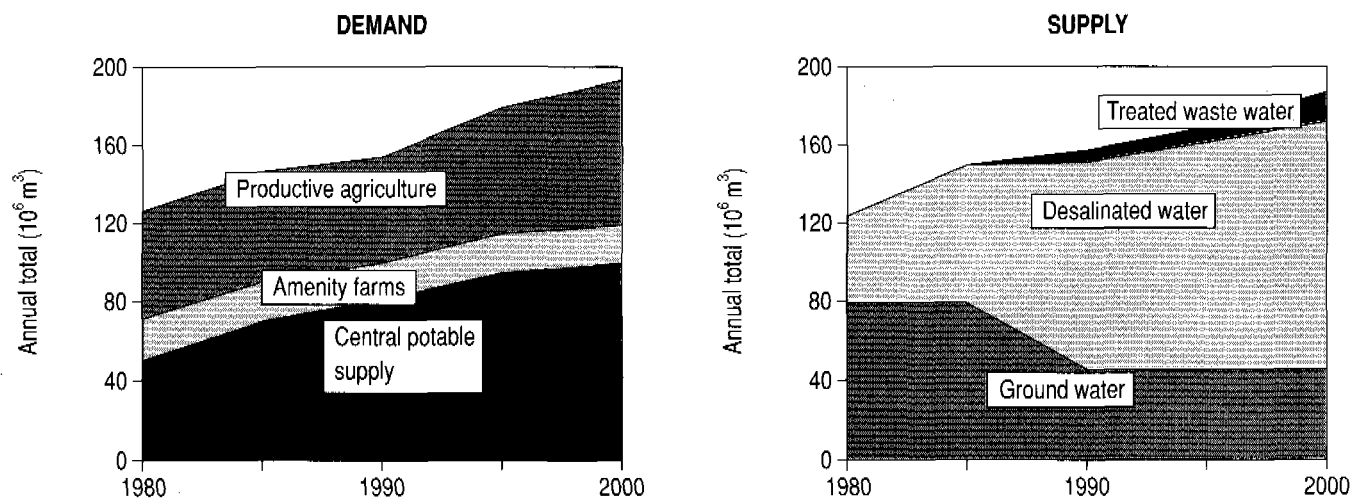 DEMAND
Annual total (10⁶ m³)
200
160
120
80
40
0
1980
1990
2000
Productive agriculture
Amenity farms
Central potable
supply
SUPPLY
Annual total (10⁶ m³)
200
160
120
80
40
0
1980
1990
2000
Treated waste water
Desalinated water
Ground water